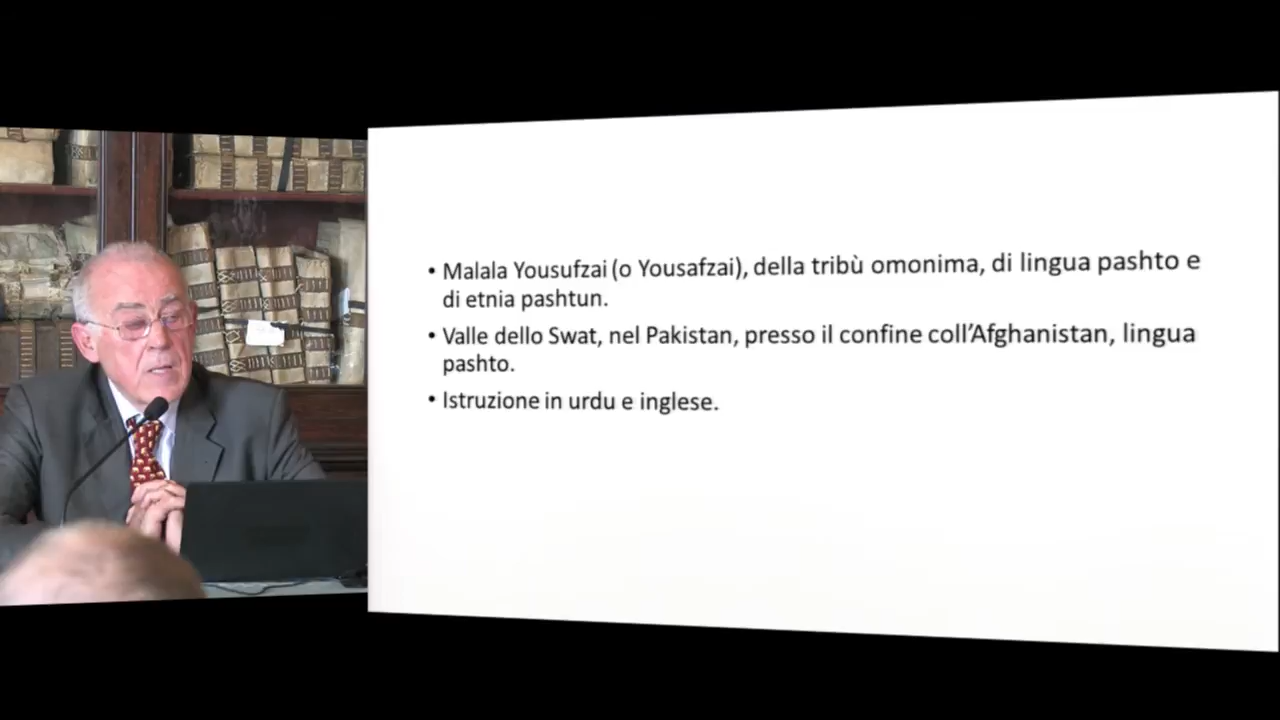 • Malala Yousufzai (o Yousafzai), della tribù omonima, di lingua pashto e
di etnia pashtun.
• Valle dello Swat, nel Pakistan, presso il confine coll'Afghanistan, lingua
pashto.
• Istruzione in urdu e inglese.